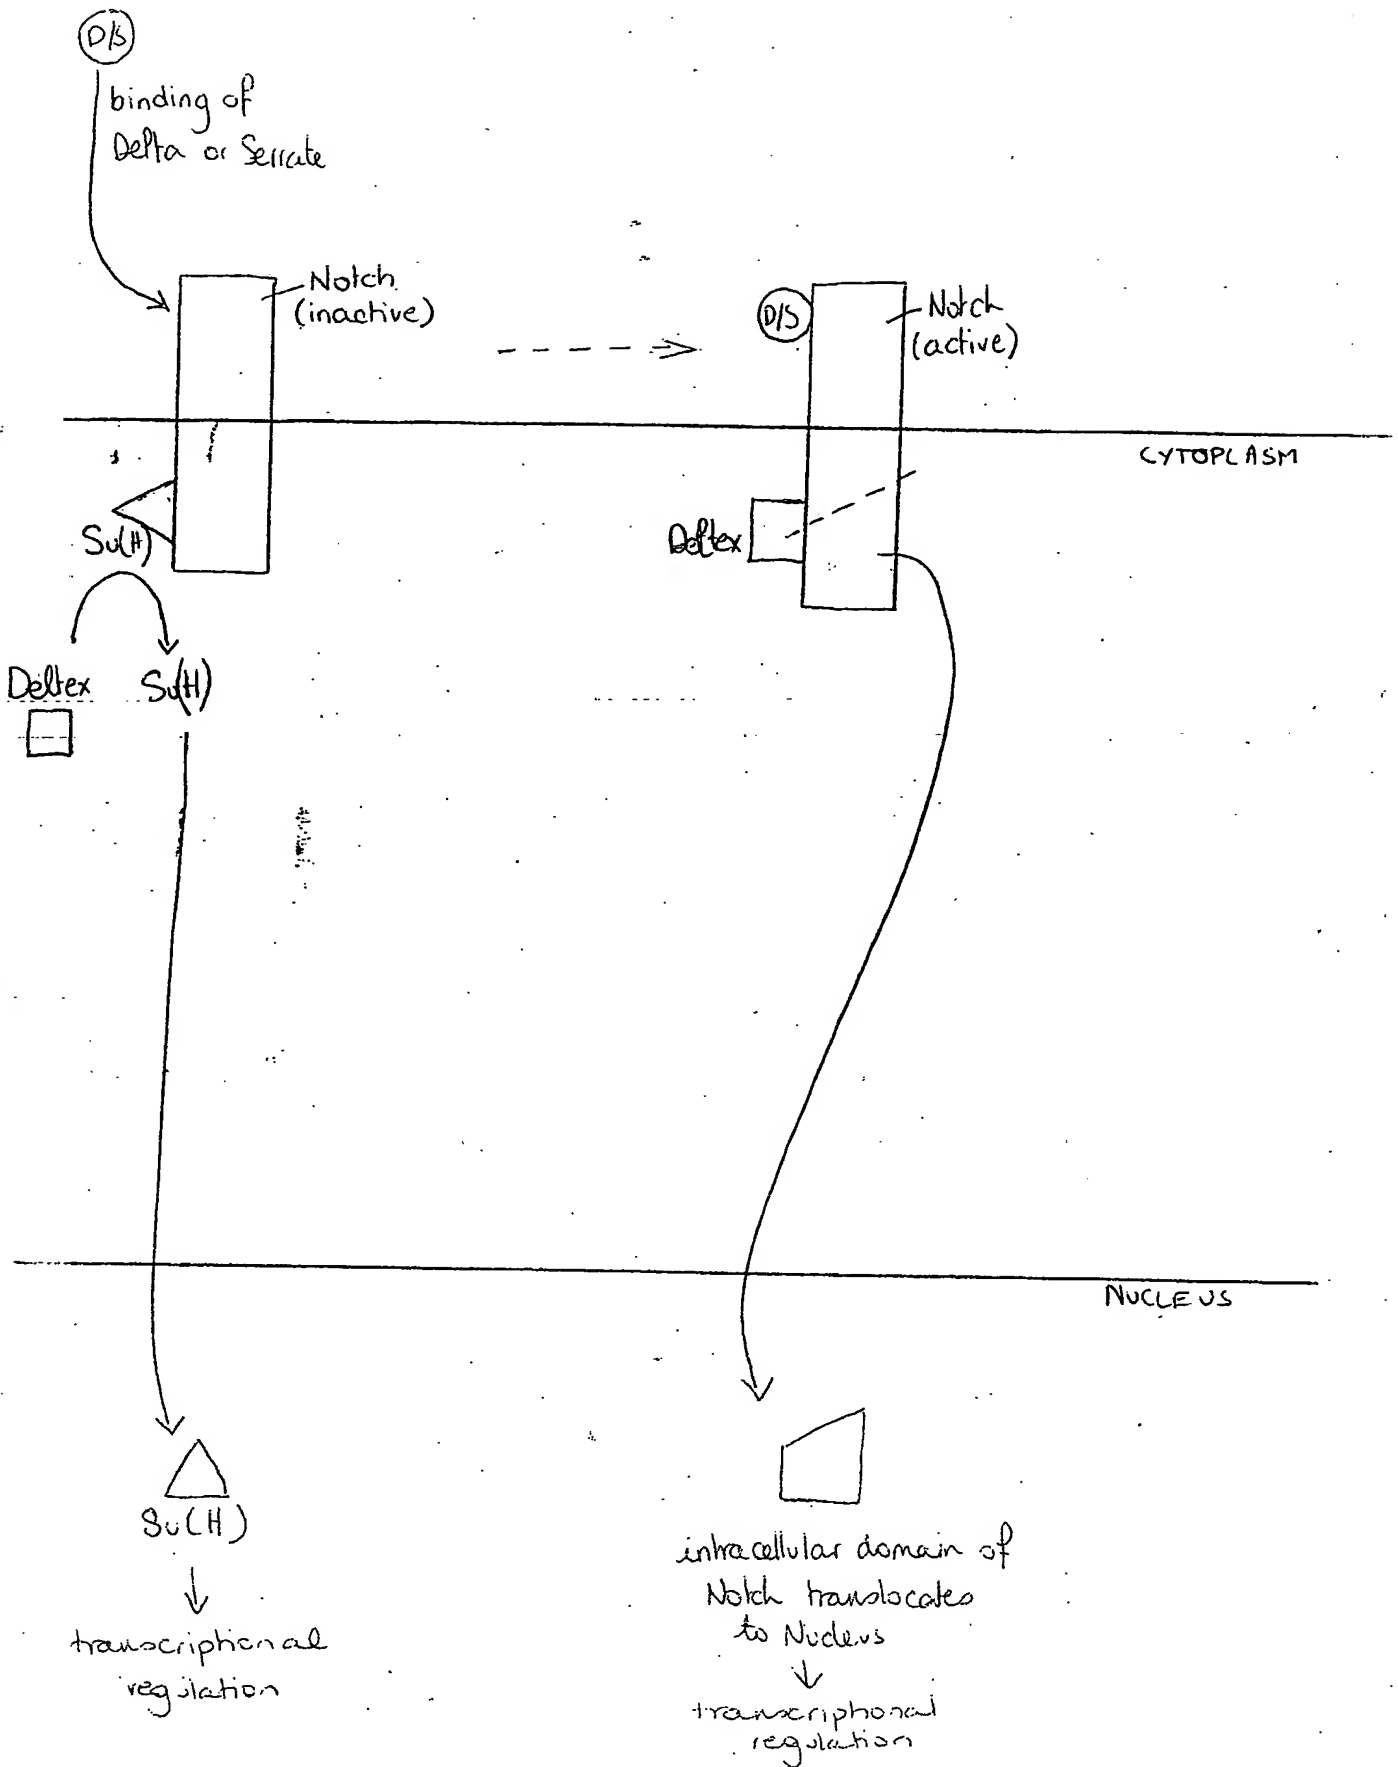 D/S
binding of
Delta or Serrate
Notch
(inactive)
D/S
Notch
(active)
CYTOPLASM
Su(H)
Deltex
Deltex
Su(H)
NUCLEUS
Su(H)
transcriptional
regulation
intracellular domain of
Notch translocates
to Nucleus
transcriptional
regulation